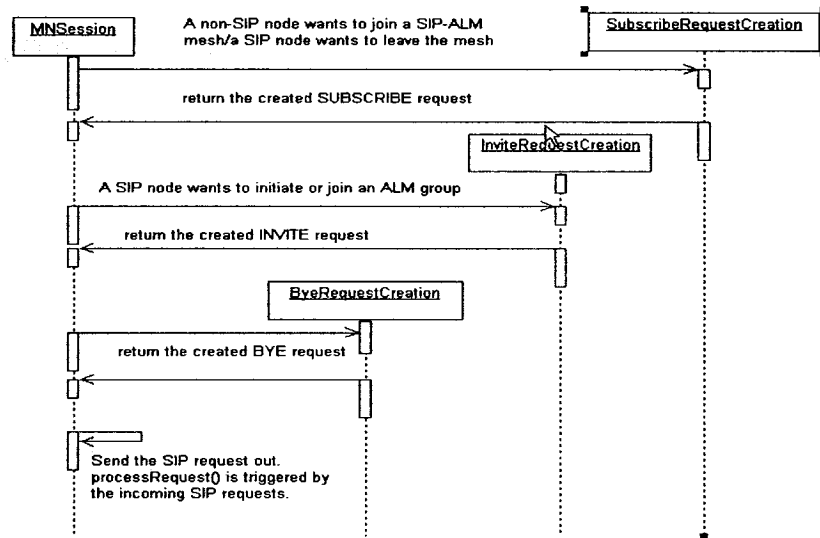 MNSession
A non-SIP node wants to join a SIP-ALM
mesh/a SIP node wants to leave the mesh
SubscribeRequestCreation
return the created SUBSCRIBE request
InviteRequestCreation
A SIP node wants to initiate or join an ALM group
return the created INVITE request
ByeRequestCreation
return the created BYE request
Send the SIP request out.
processRequest() is triggered by
the incoming SIP requests.